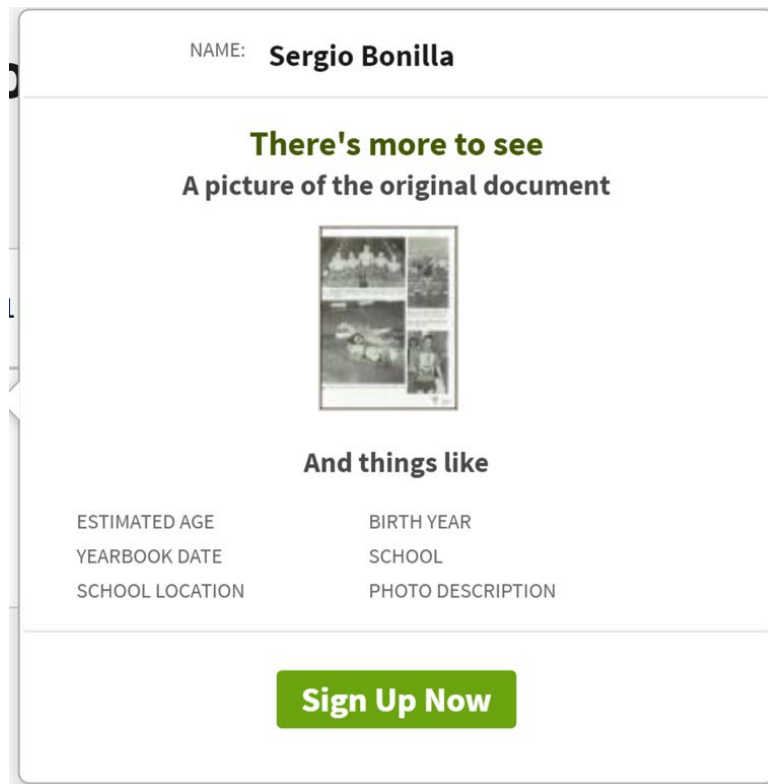 NAME: Sergio Bonilla
There's more to see
A picture of the original document
And things like
ESTIMATED AGE BIRTH YEAR
YEARBOOK DATE SCHOOL
SCHOOL LOCATION PHOTO DESCRIPTION
Sign Up Now